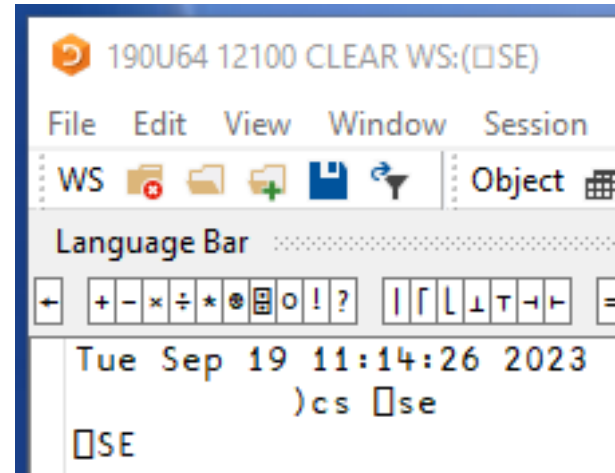 190U64 12100 CLEAR WS:(⎕SE)
File Edit View Window Session
WS Object
Language Bar
← + - × ÷ * ⍟ ⌹ ○ ! ? | ⌈ ⌊ ⊥ ⊤ ⊣ ⊢ =
Tue Sep 19 11:14:26 2023
)cs ⎕se
⎕SE